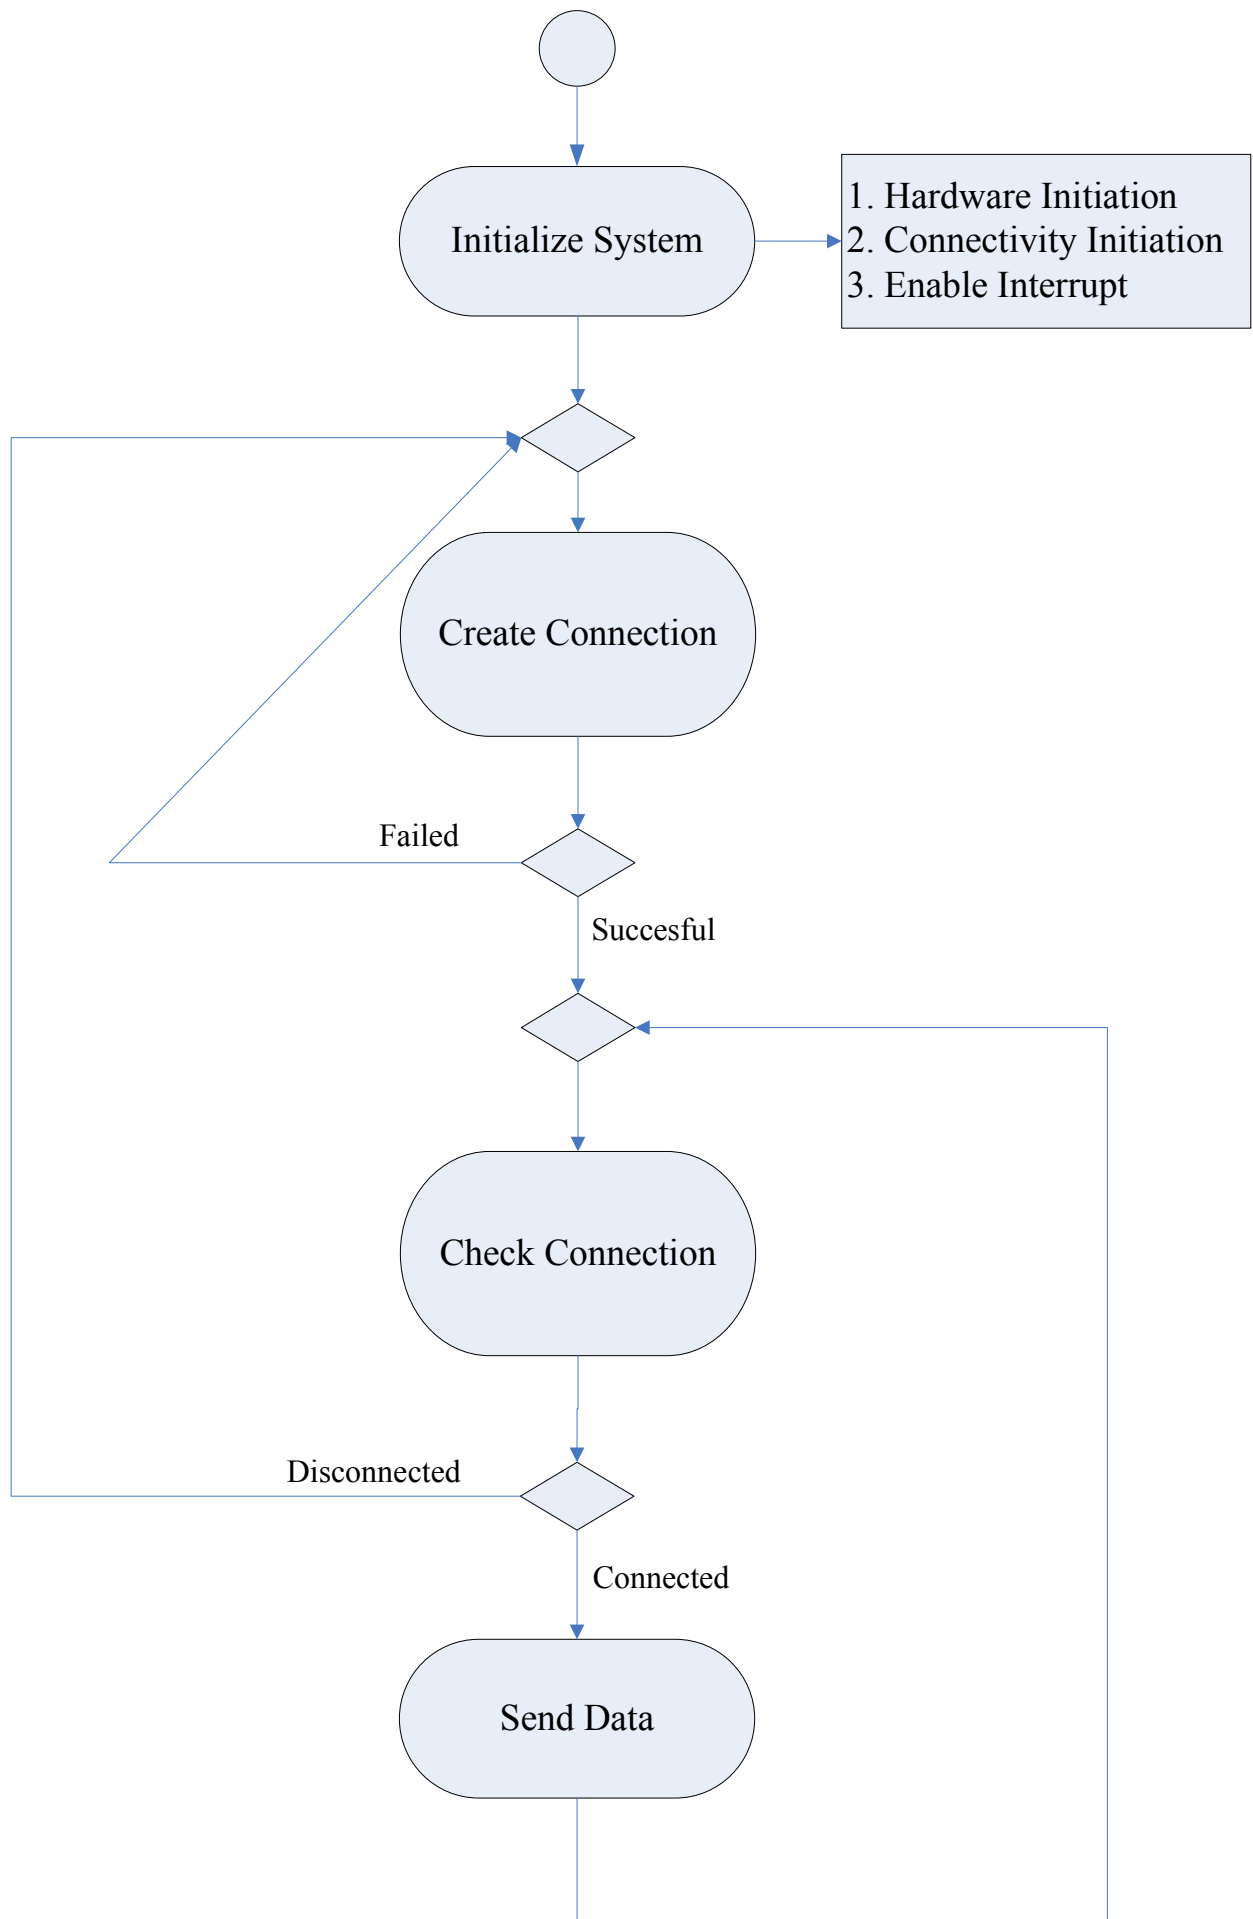 Initialize System
1. Hardware Initiation
2. Connectivity Initiation
3. Enable Interrupt
Create Connection
Failed
Succesful
Check Connection
Disconnected
Connected
Send Data